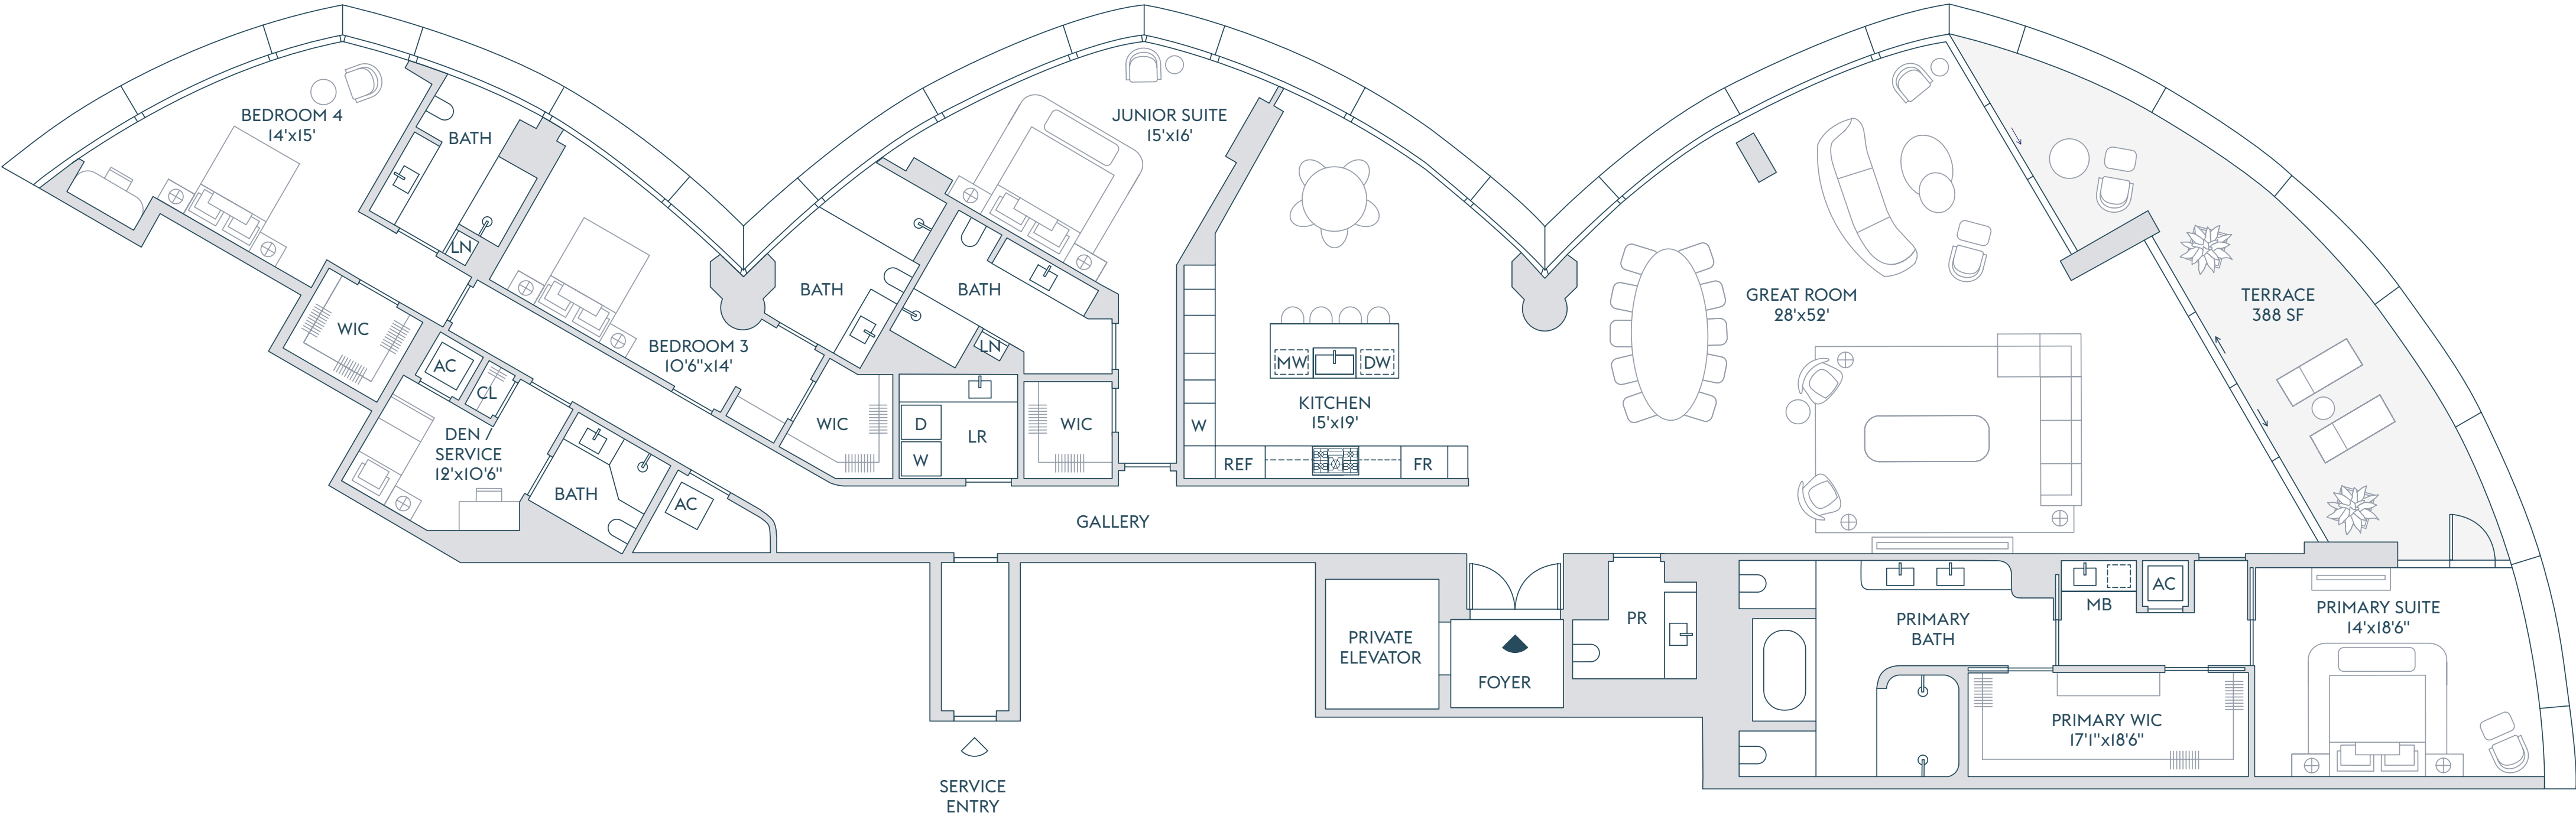 BEDROOM 4
14'x15'
BATH
LN
WIC
AC
CL
DEN /
SERVICE
12'x10'6"
BATH
AC
BEDROOM 3
10'6"x14'
BATH
WIC
JUNIOR SUITE
15'x16'
BATH
LN
D
W
LR
WIC
W
REF
FR
MW
DW
KITCHEN
15'x19'
GALLERY
GREAT ROOM
28'x52'
TERRACE
388 SF
SERVICE
ENTRY
PRIVATE
ELEVATOR
FOYER
PR
PRIMARY
BATH
MB
AC
PRIMARY WIC
17'1"x18'6"
PRIMARY SUITE
14'x18'6"